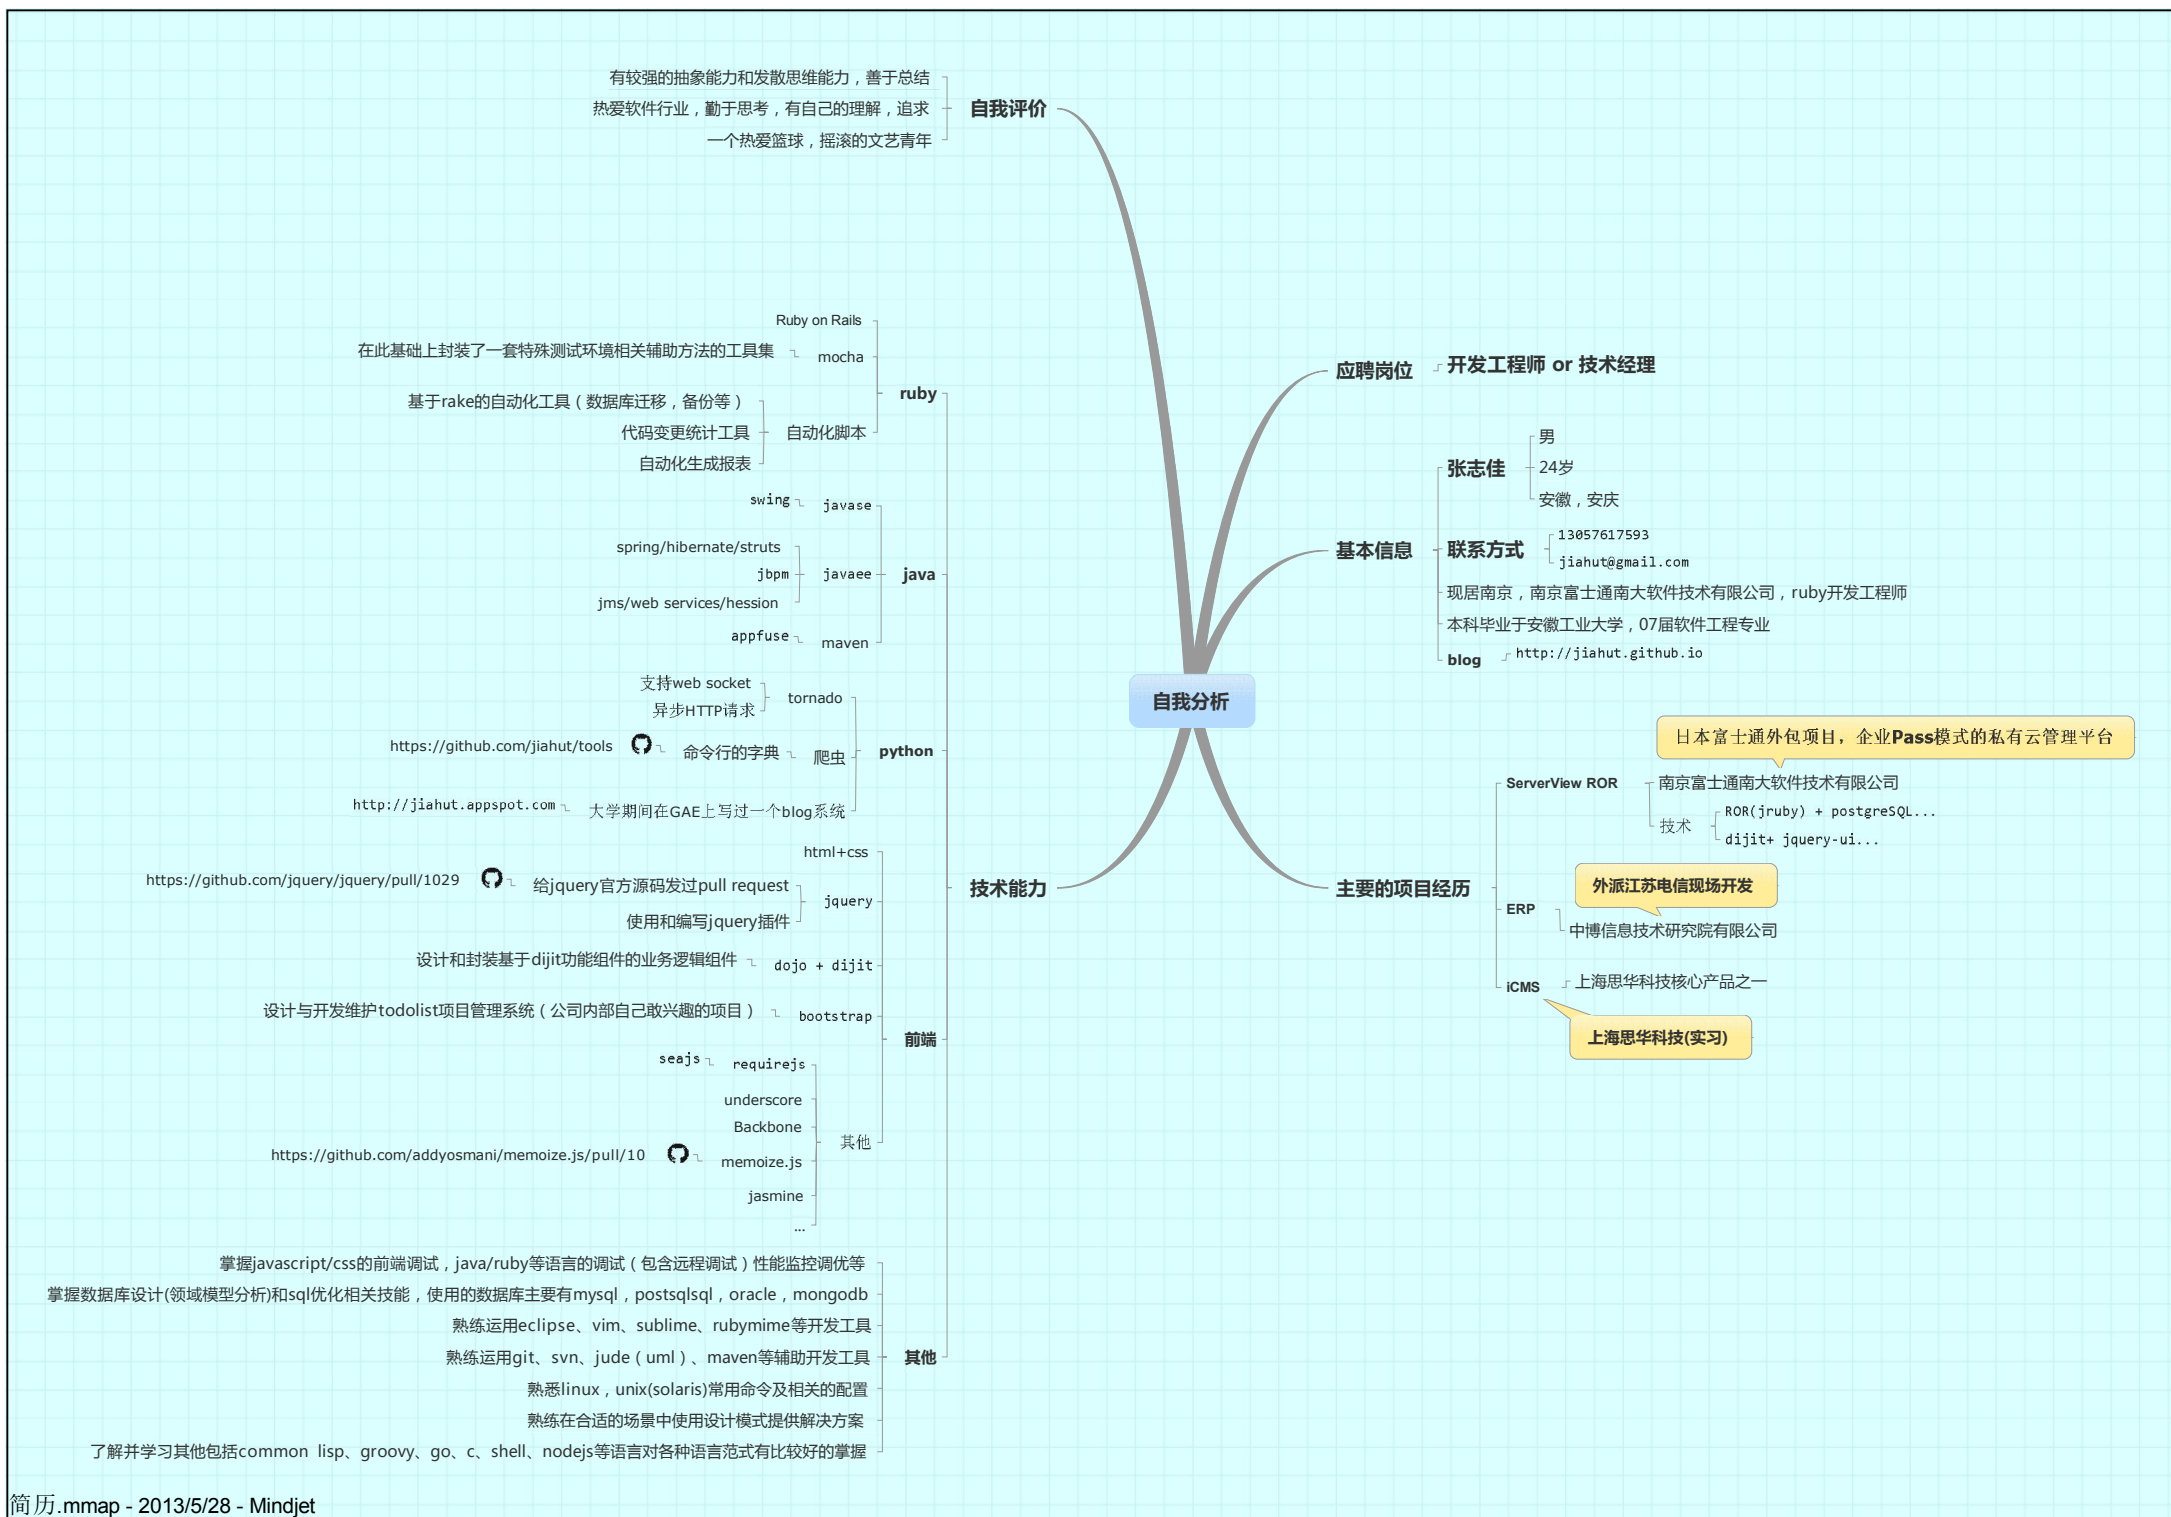 自我分析
自我评价
有较强的抽象能力和发散思维能力，善于总结
热爱软件行业，勤于思考，有自己的理解，追求
一个热爱篮球，摇滚的文艺青年
应聘岗位
开发工程师 or 技术经理
基本信息
张志佳
男
24岁
安徽，安庆
联系方式
13057617593
jiahut@gmail.com
现居南京，南京富士通南大软件技术有限公司，ruby开发工程师
本科毕业于安徽工业大学，07届软件工程专业
blog
http://jiahut.github.io
主要的项目经历
ServerView ROR
日本富士通外包项目，企业Pass模式的私有云管理平台
南京富士通南大软件技术有限公司
技术
ROR(jruby) + postgreSQL...
dijit+ jquery-ui...
ERP
外派江苏电信现场开发
中博信息技术研究院有限公司
iCMS
上海思华科技核心产品之一
上海思华科技(实习)
技术能力
ruby
Ruby on Rails
mocha
在此基础上封装了一套特殊测试环境相关辅助方法的工具集
自动化脚本
基于rake的自动化工具（数据库迁移，备份等）
代码变更统计工具
自动化生成报表
java
javase
swing
javaee
spring/hibernate/struts
jbpm
jms/web services/hession
maven
appfuse
python
tornado
支持web socket
异步HTTP请求
爬虫
命令行的字典
https://github.com/jiahut/tools
大学期间在GAE上写过一个blog系统
http://jiahut.appspot.com
前端
html+css
jquery
给jquery官方源码发过pull request
https://github.com/jquery/jquery/pull/1029
使用和编写jquery插件
dojo + dijit
设计和封装基于dijit功能组件的业务逻辑组件
bootstrap
设计与开发维护todolist项目管理系统（公司内部自己敢兴趣的项目）
其他
requirejs
seajs
underscore
Backbone
memoize.js
https://github.com/addyosmani/memoize.js/pull/10
jasmine
...
其他
掌握javascript/css的前端调试，java/ruby等语言的调试（包含远程调试）性能监控调优等
掌握数据库设计(领域模型分析)和sql优化相关技能，使用的数据库主要有mysql，postsqlsql，oracle，mongodb
熟练运用eclipse、vim、sublime、rubymime等开发工具
熟练运用git、svn、jude（uml）、maven等辅助开发工具
熟悉linux，unix(solaris)常用命令及相关的配置
熟练在合适的场景中使用设计模式提供解决方案
了解并学习其他包括common lisp、groovy、go、c、shell、nodejs等语言对各种语言范式有比较好的掌握
简历.mmap - 2013/5/28 - Mindjet